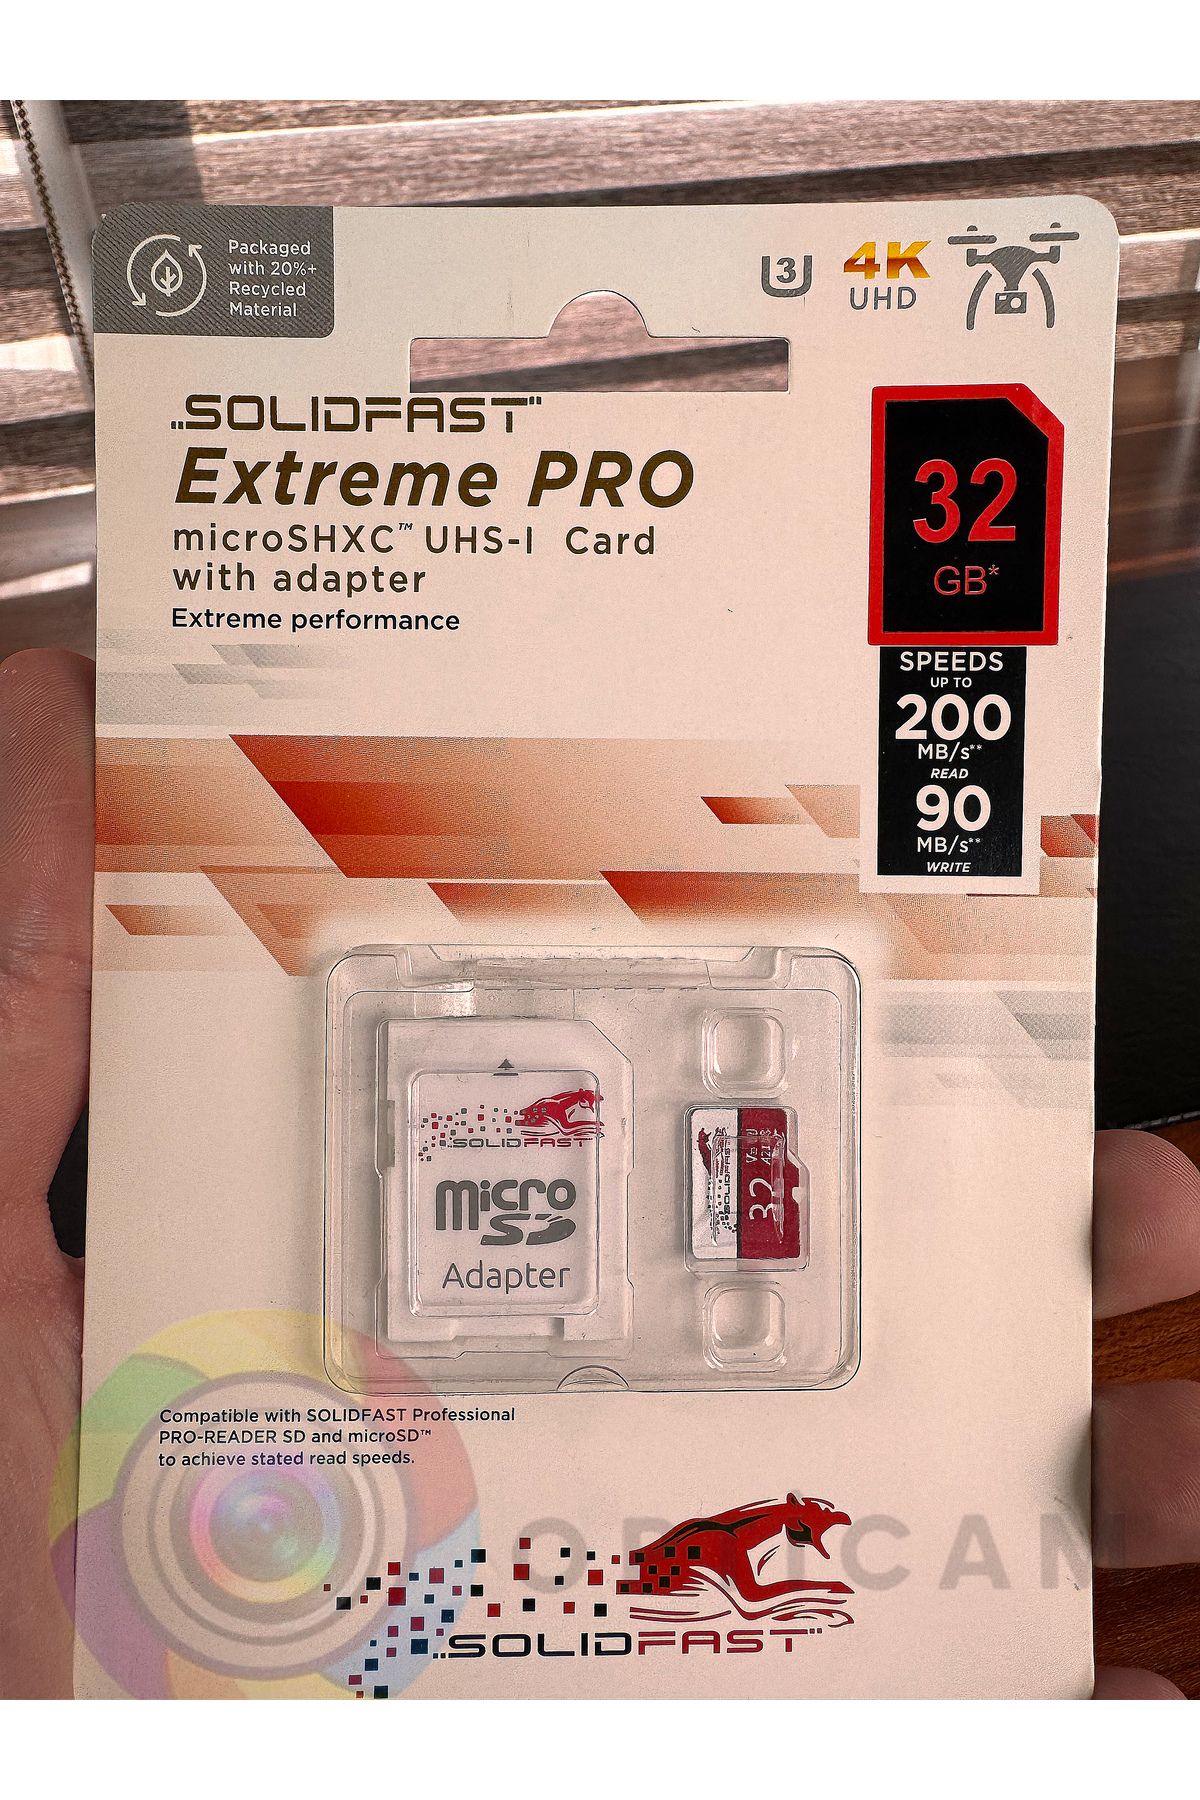 Packaged
with 20%+
Recycled
Material
3
4K
UHD
SOLIDFAST
Extreme PRO
microSHXC™ UHS-I Card
with adapter
Extreme performance
32
GB*
SPEEDS
UP TO
200
MB/s**
READ
90
MB/s**
WRITE
SOLIDFAST
micro
SD
Adapter
SOLIDFAST
32
Compatible with SOLIDFAST Professional
PRO-READER SD and microSD™
to achieve stated read speeds.
SOLIDFAST